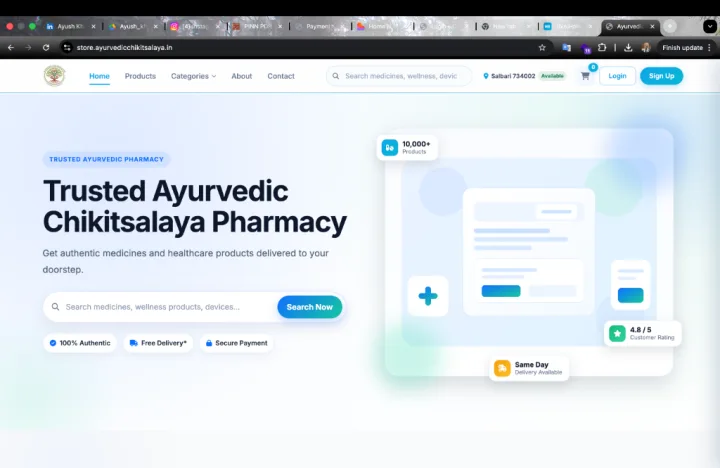 Ayush K
Ayush_k
PINN POR
Payment
Finish update
store.ayurvedicchikitsalaya.in
Home
Products
Categories
About
Contact
Search medicines, wellness, devic
Salbari 734002
Available
0
Login
Sign Up
TRUSTED AYURVEDIC PHARMACY
Trusted Ayurvedic
Chikitsalaya Pharmacy
Get authentic medicines and healthcare products delivered to your
doorstep.
Search medicines, wellness products, devices...
Search Now
100% Authentic
Free Delivery*
Secure Payment
10,000+
Products
4.8 / 5
Customer Rating
Same Day
Delivery Available